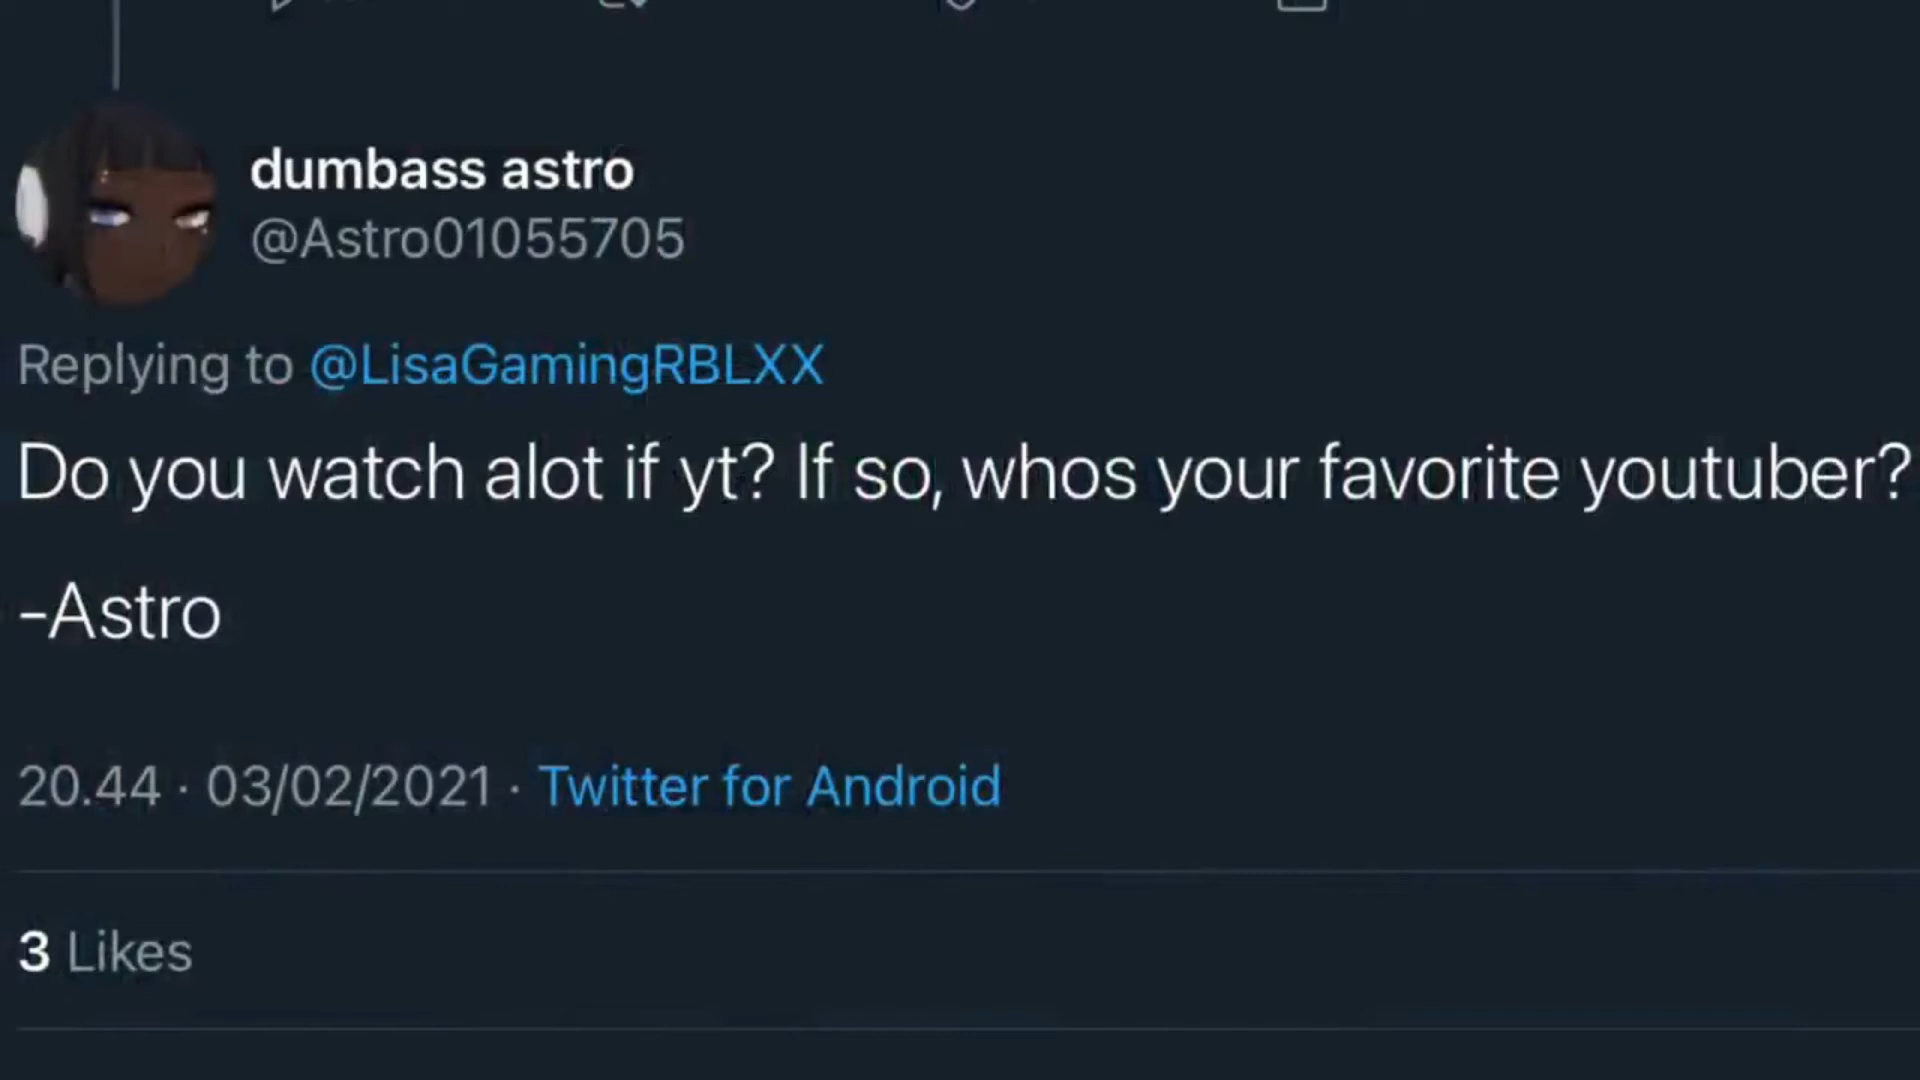 dumbass astro
@Astro01055705
Replying to @LisaGamingRBLXX
Do you watch alot if yt? If so, whos your favorite youtuber?
-Astro
20.44 · 03/02/2021 · Twitter for Android
3 Likes